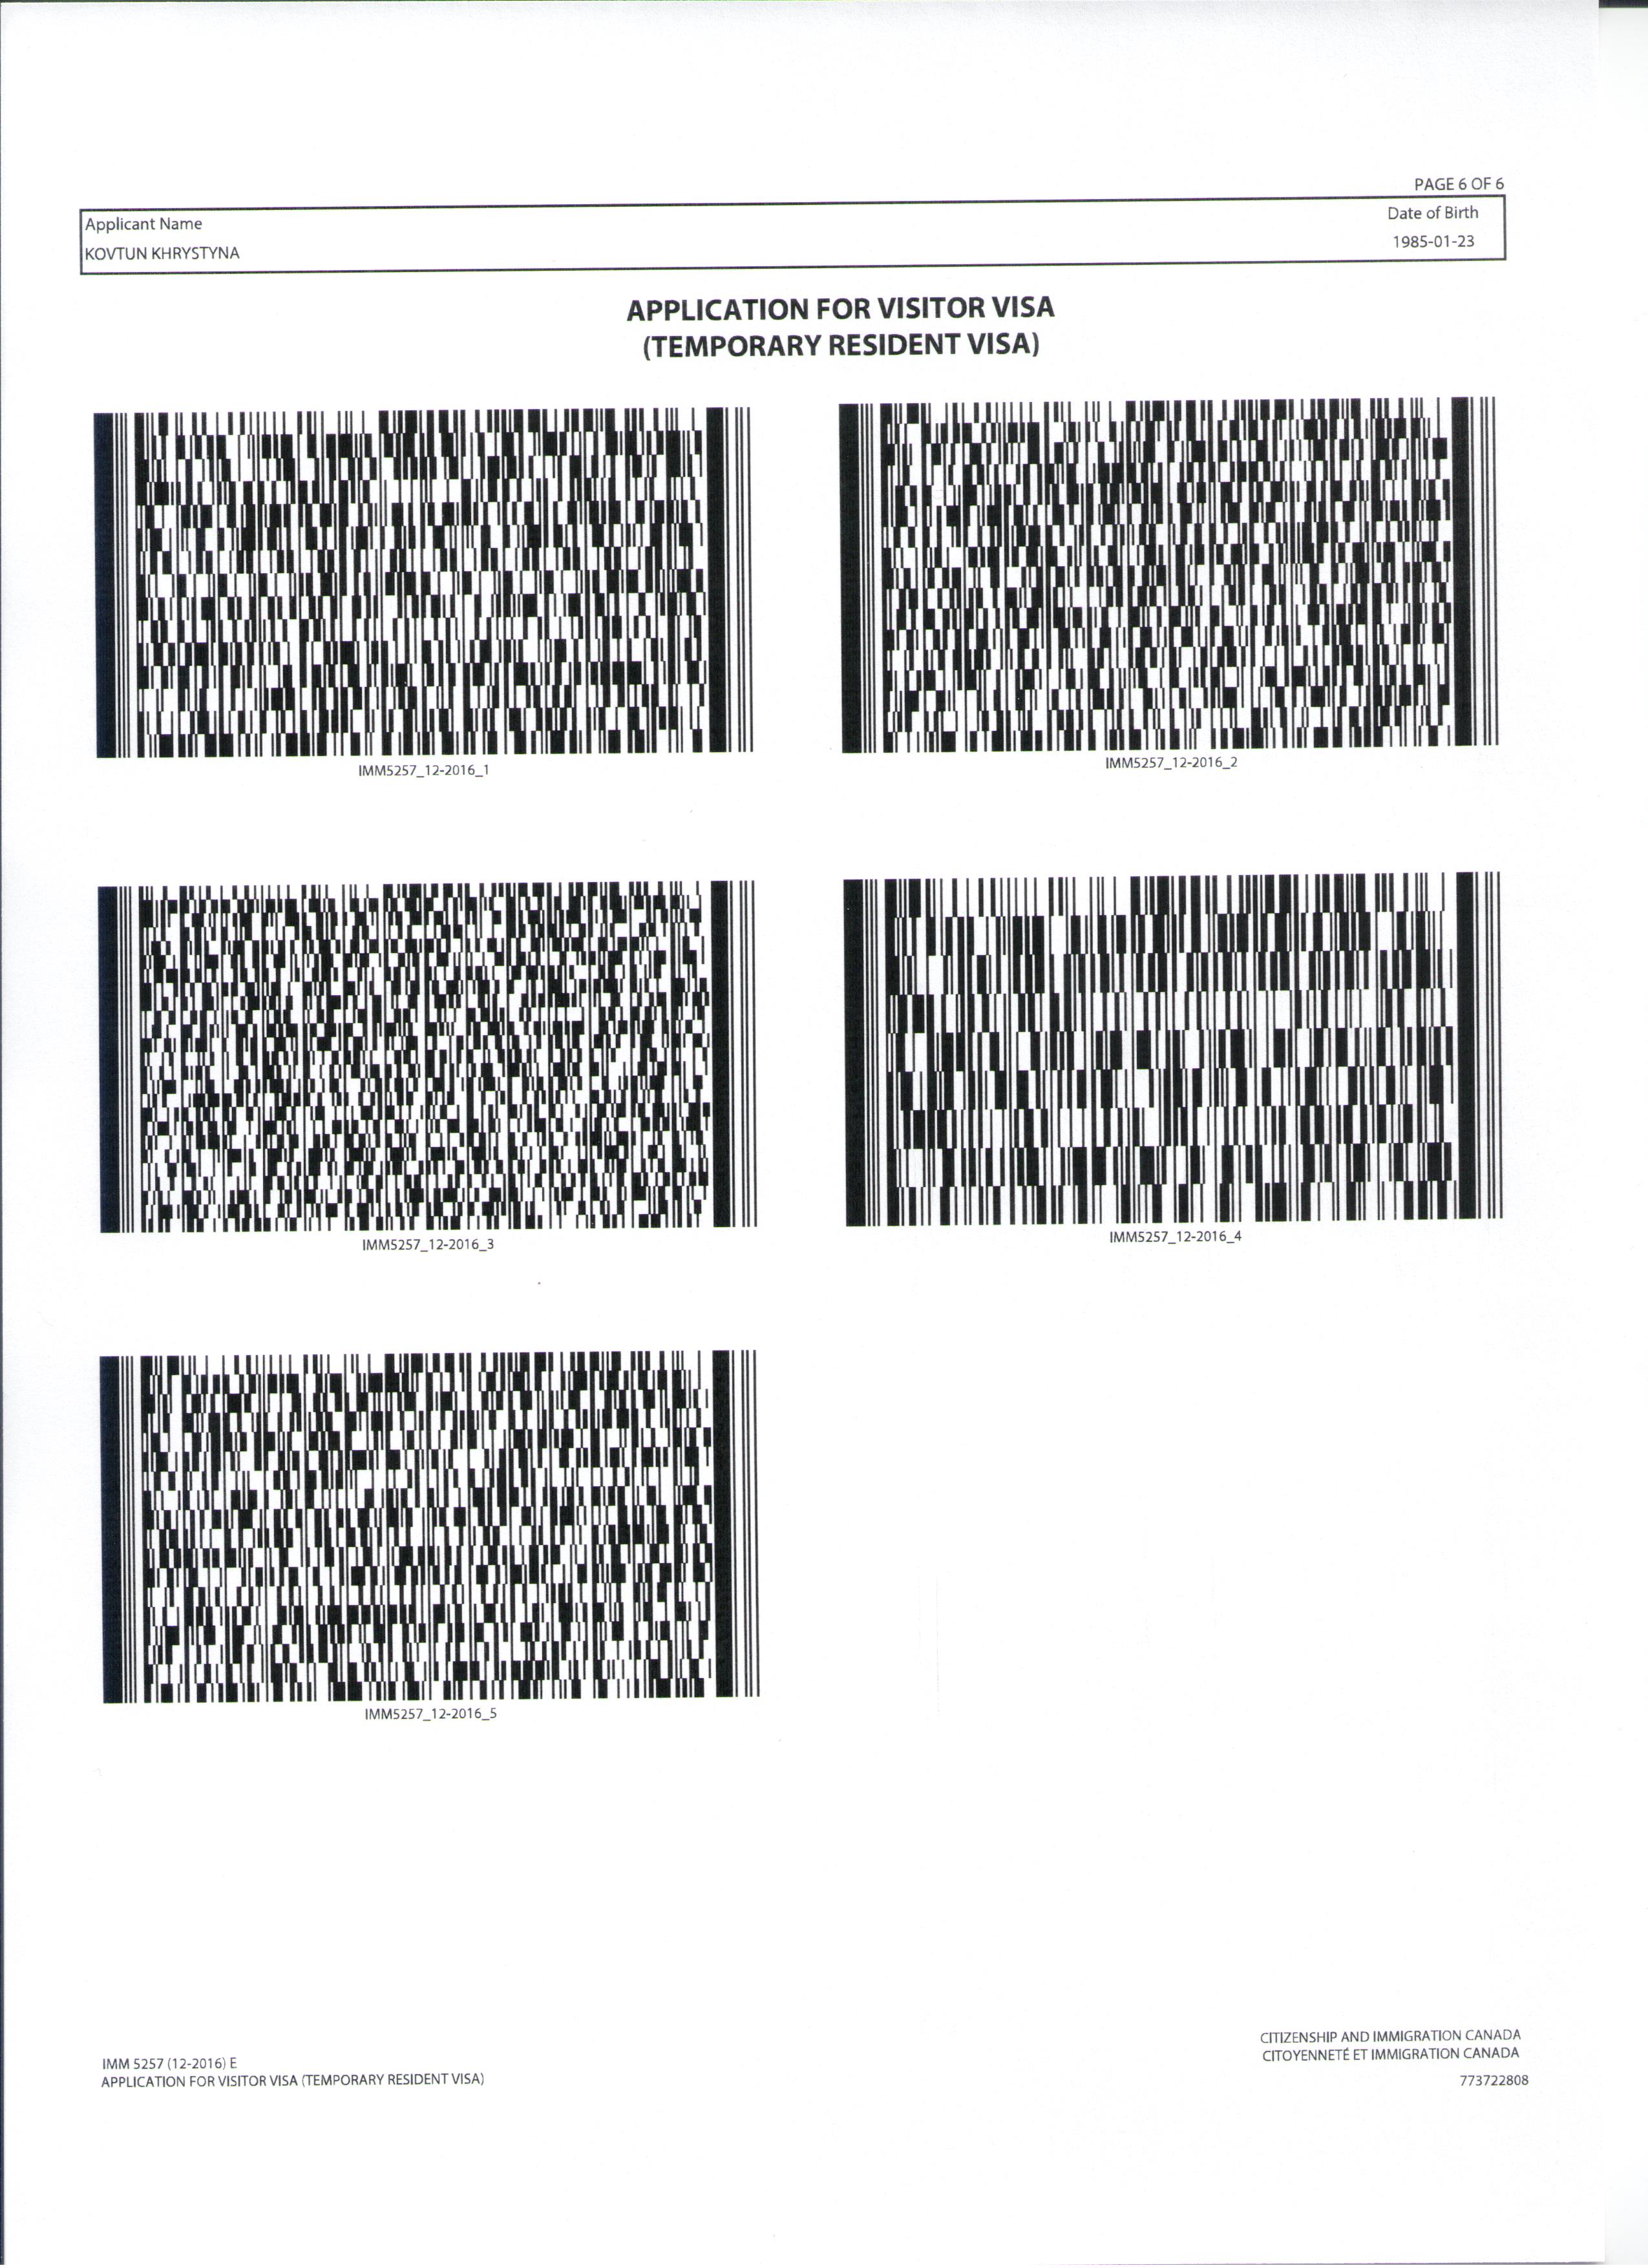 PAGE 6 OF 6
Applicant Name
Date of Birth
KOVTUN KHRYSTYNA
1985-01-23
APPLICATION FOR VISITOR VISA
(TEMPORARY RESIDENT VISA)
IMM5257_12-2016_1
IMM5257_12-2016_2
IMM5257_12-2016_3
IMM5257_12-2016_4
IMM5257_12-2016_5
IMM 5257 (12-2016) E
APPLICATION FOR VISITOR VISA (TEMPORARY RESIDENT VISA)
CITIZENSHIP AND IMMIGRATION CANADA
CITOYENNETÉ ET IMMIGRATION CANADA
773722808